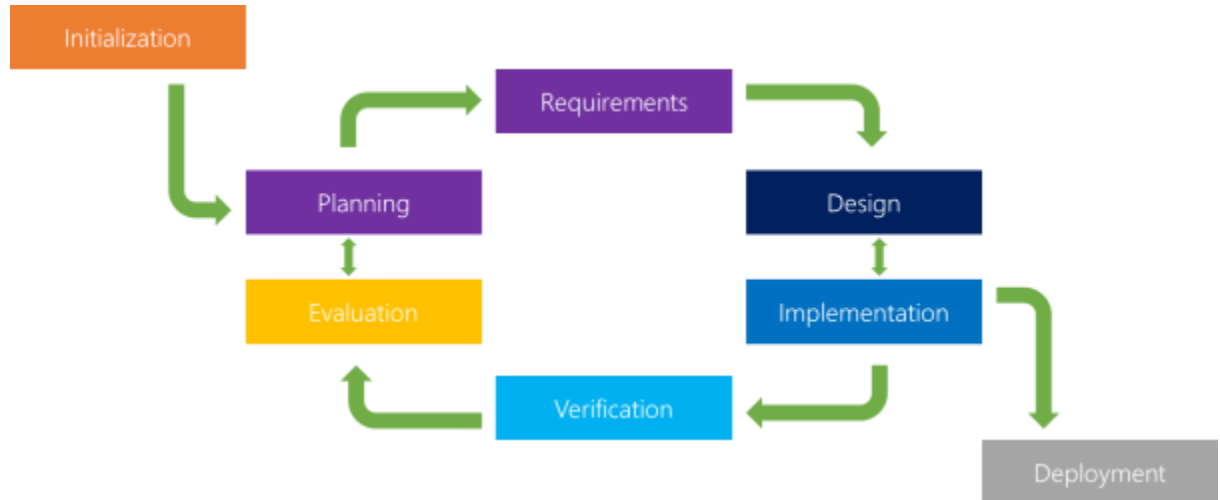 Initialization
Requirements
Planning
Design
Evaluation
Implementation
Verification
Deployment